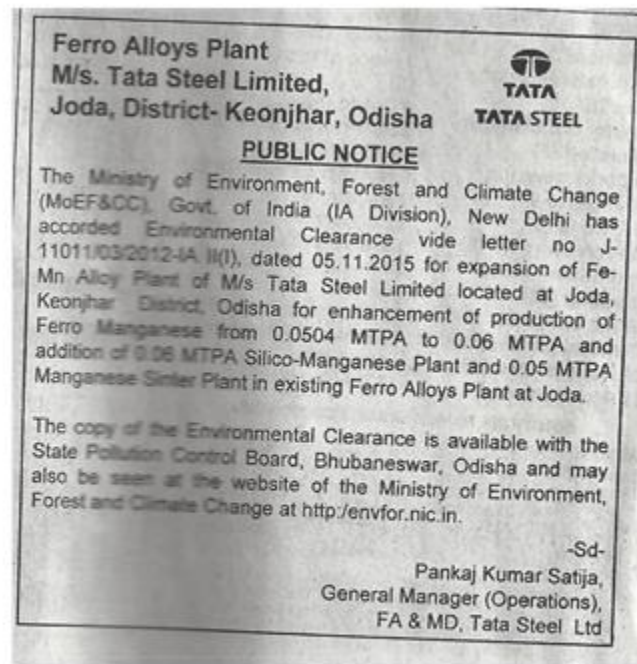 Ferro Alloys Plant
M/s. Tata Steel Limited,
Joda, District- Keonjhar, Odisha
TATA
TATA STEEL
PUBLIC NOTICE
The Ministry of Environment, Forest and Climate Change
(MoEF&CC), Govt. of India (IA Division), New Delhi has
accorded Environmental Clearance vide letter no J-
11011/03/2012-IA II(I), dated 05.11.2015 for expansion of Fe-
Mn Alloy Plant of M/s Tata Steel Limited located at Joda,
Keonjhar District, Odisha for enhancement of production of
Ferro Manganese from 0.0504 MTPA to 0.06 MTPA and
addition of 0.06 MTPA Silico-Manganese Plant and 0.05 MTPA
Manganese Sinter Plant in existing Ferro Alloys Plant at Joda.
The copy of the Environmental Clearance is available with the
State Pollution Control Board, Bhubaneswar, Odisha and may
also be seen at the website of the Ministry of Environment,
Forest and Climate Change at http:/envfor.nic.in.
-Sd-
Pankaj Kumar Satija,
General Manager (Operations),
FA & MD, Tata Steel Ltd